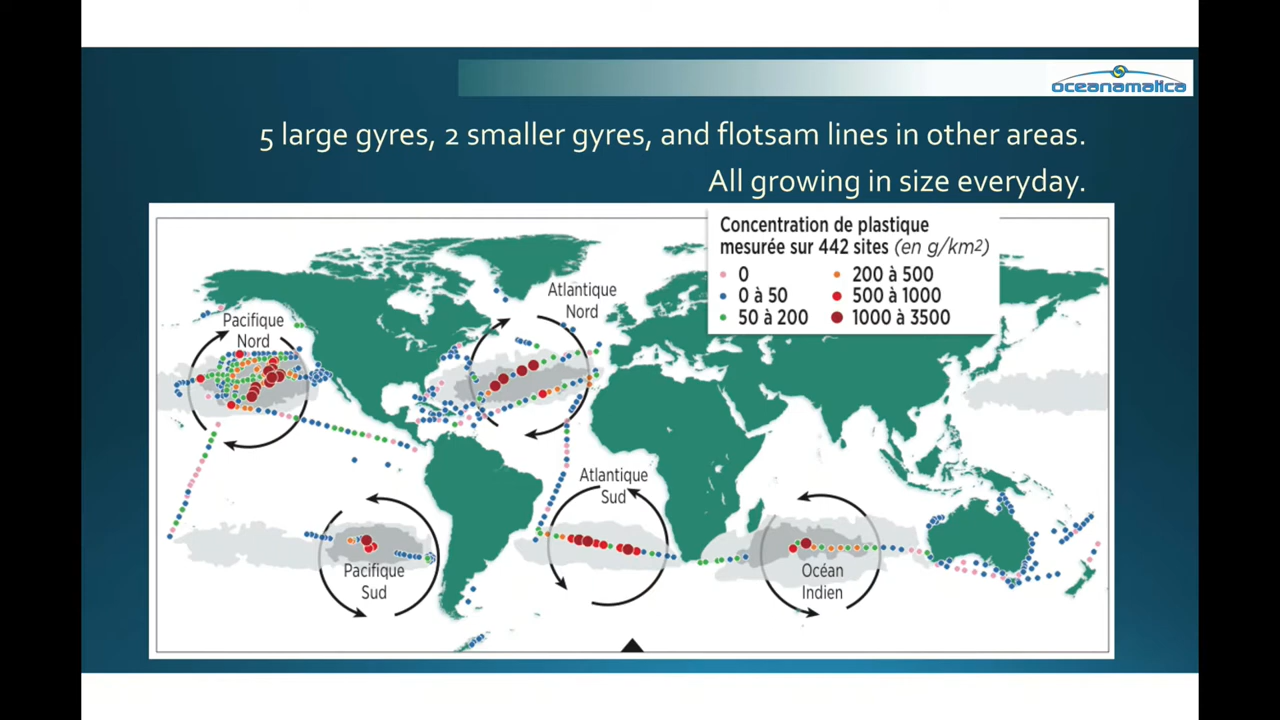 oceanamatica
5 large gyres, 2 smaller gyres, and flotsam lines in other areas.
All growing in size everyday.
Concentration de plastique
mesurée sur 442 sites (en g/km2)
0
0 à 50
50 à 200
200 à 500
500 à 1000
1000 à 3500
Pacifique
Nord
Atlantique
Nord
Atlantique
Sud
Pacifique
Sud
Océan
Indien